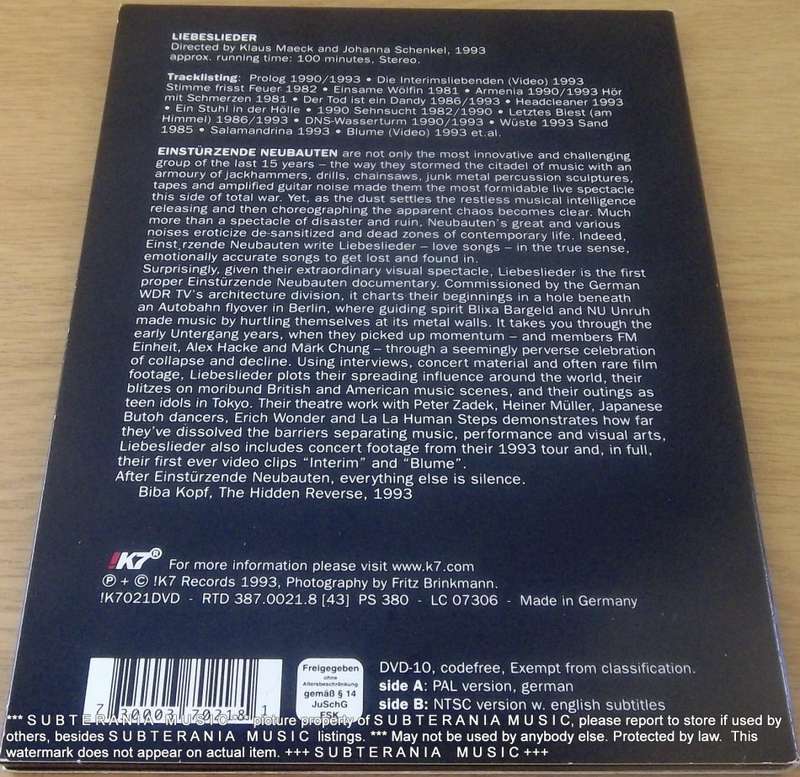 LIEBESLIEDER
Directed by Klaus Maeck and Johanna Schenkel, 1993
approx. running time: 100 minutes, Stereo.
Tracklisting: Prolog 1990/1993 • Die Interimsliebenden (Video) 1993
Stimme frisst Feuer 1982 • Einsame Wölfin 1981 • Armenia 1990/1993 Hör
mit Schmerzen 1981 • Der Tod ist ein Dandy 1986/1993 • Headcleaner 1993
• Ein Stuhl in der Hölle • 1990 Sehnsucht 1982/1990 • Letztes Biest (am
Himmel) 1986/1993 • DNS-Wasserturm 1990/1993 • Wüste 1993 Sand
1985 • Salamandrina 1993 • Blume (Video) 1993 et.al.
EINSTÜRZENDE NEUBAUTEN are not only the most innovative and challenging
group of the last 15 years – the way they stormed the citadel of music with an
armoury of jackhammers, drills, chainsaws, junk metal percussion sculptures,
tapes and amplified guitar noise made them the most formidable live spectacle
this side of total war. Yet, as the dust settles the restless musical intelligence
releasing and then choreographing the apparent chaos becomes clear. Much
more than a spectacle of disaster and ruin, Neubauten's great and various
noises eroticize de-sanitized and dead zones of contemporary life. Indeed,
Einst rzende Neubauten write Liebeslieder – love songs – in the true sense,
emotionally accurate songs to get lost and found in.
Surprisingly, given their extraordinary visual spectacle, Liebeslieder is the first
proper Einstürzende Neubauten documentary. Commissioned by the German
WDR TV's architecture division, it charts their beginnings in a hole beneath
an Autobahn flyover in Berlin, where guiding spirit Blixa Bargeld and NU Unruh
made music by hurtling themselves at its metal walls. It takes you through the
early Untergang years, when they picked up momentum – and members FM
Einheit, Alex Hacke and Mark Chung – through a seemingly perverse celebration
of collapse and decline. Using interviews, concert material and often rare film
footage, Liebeslieder plots their spreading influence around the world, their
blitzes on moribund British and American music scenes, and their outings as
teen idols in Tokyo. Their theatre work with Peter Zadek, Heiner Müller, Japanese
Butoh dancers, Erich Wonder and La La Human Steps demonstrates how far
they've dissolved the barriers separating music, performance and visual arts,
Liebeslieder also includes concert footage from their 1993 tour and, in full,
their first ever video clips "Interim" and "Blume".
After Einstürzende Neubauten, everything else is silence.
Biba Kopf, The Hidden Reverse, 1993
!K7® For more information please visit www.k7.com
℗ + © !K7 Records 1993, Photography by Fritz Brinkmann.
!K7021DVD - RTD 387.0021.8 [43] PS 380 - LC 07306 - Made in Germany
Freigegeben
ohne
Altersbeschränkung
gemäß § 14
JuSchG
FSK
DVD-10, codefree, Exempt from classification.
side A: PAL version, german
side B: NTSC version w. english subtitles
*** SUBTERANIA MUSIC – picture property of SUBTERANIA MUSIC, please report to store if used by
others, besides SUBTERANIA MUSIC listings. *** May not be used by anybody else. Protected by law. This
watermark does not appear on actual item. +++ SUBTERANIA MUSIC +++